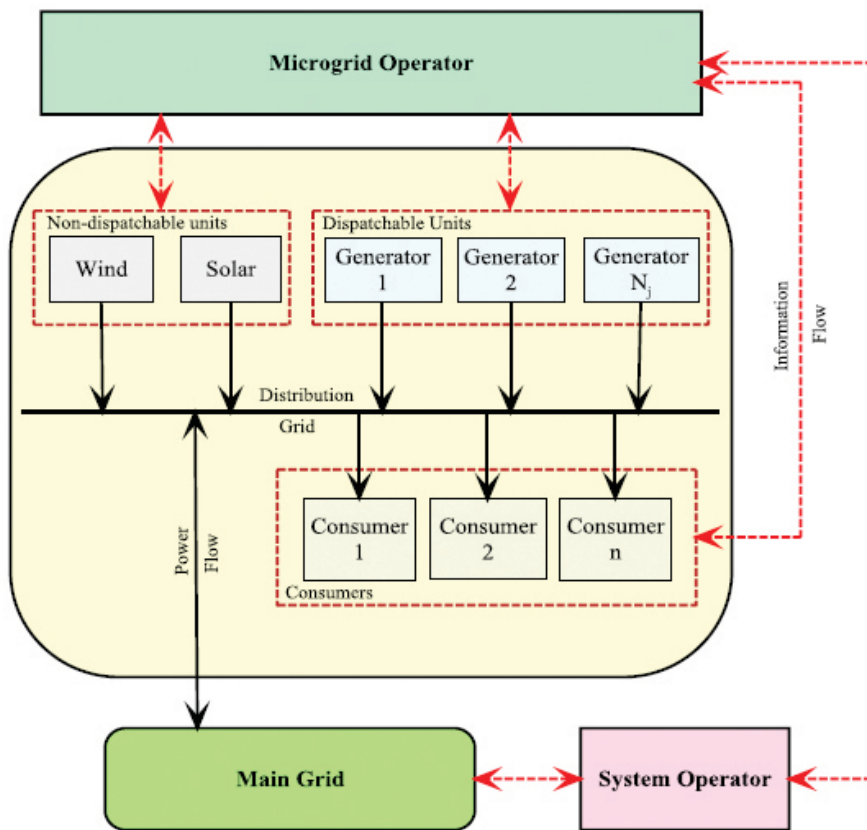 Microgrid Operator
Non-dispatchable units
Dispatchable Units
Wind
Solar
Generator
1
Generator
2
Generator
Nj
Information
Flow
Distribution
Grid
Power
Flow
Consumer
1
Consumer
2
Consumer
n
Consumers
Main Grid
System Operator